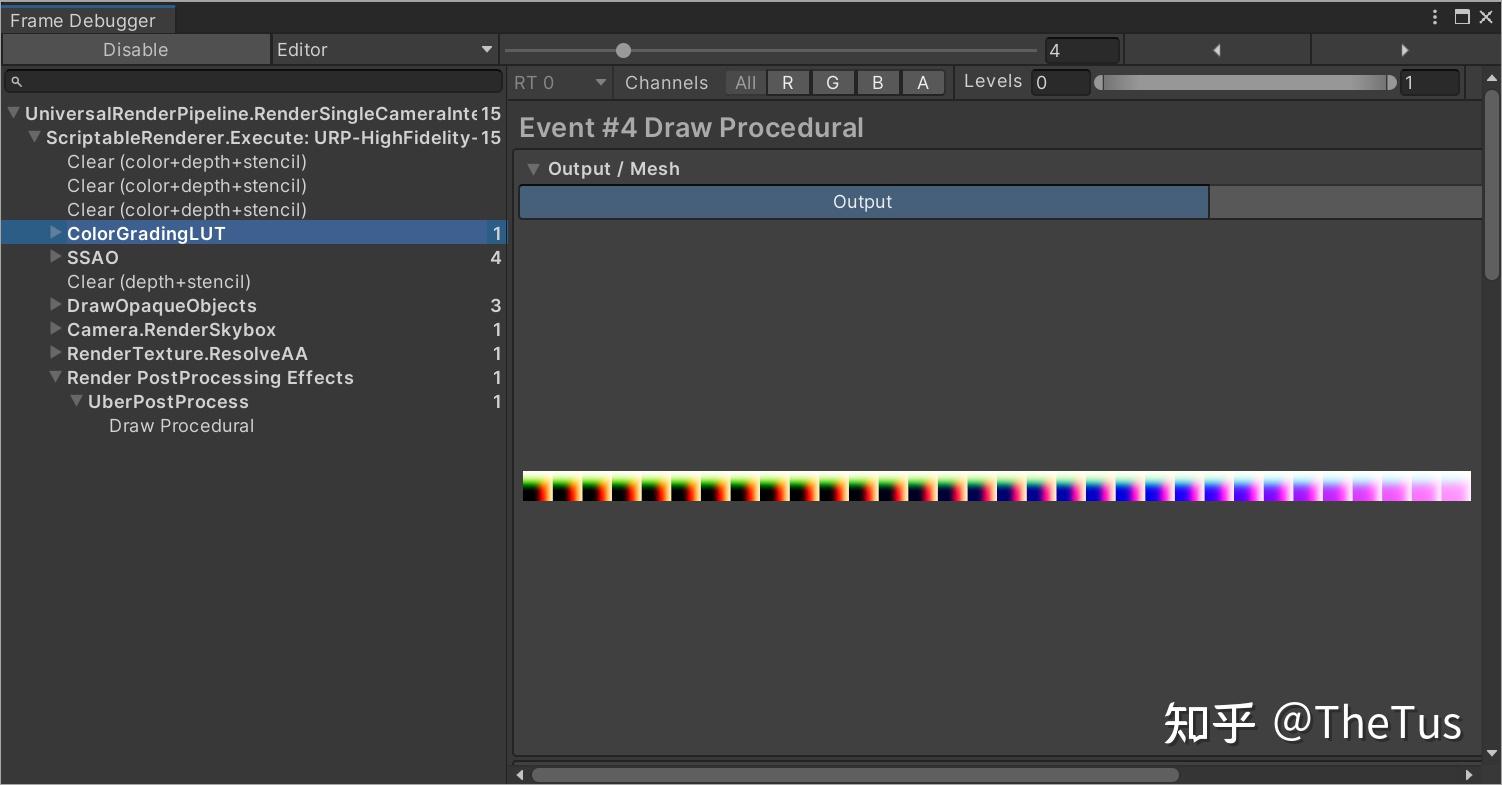 Frame Debugger
Disable Editor 4
RT 0 Channels All R G B A Levels 0 1
UniversalRenderPipeline.RenderSingleCameraInte 15
ScriptableRenderer.Execute: URP-HighFidelity- 15
Clear (color+depth+stencil)
Clear (color+depth+stencil)
Clear (color+depth+stencil)
ColorGradingLUT 1
SSAO 4
Clear (depth+stencil)
DrawOpaqueObjects 3
Camera.RenderSkybox 1
RenderTexture.ResolveAA 1
Render PostProcessing Effects 1
UberPostProcess 1
Draw Procedural
Event #4 Draw Procedural
Output / Mesh
Output
知乎 @TheTus